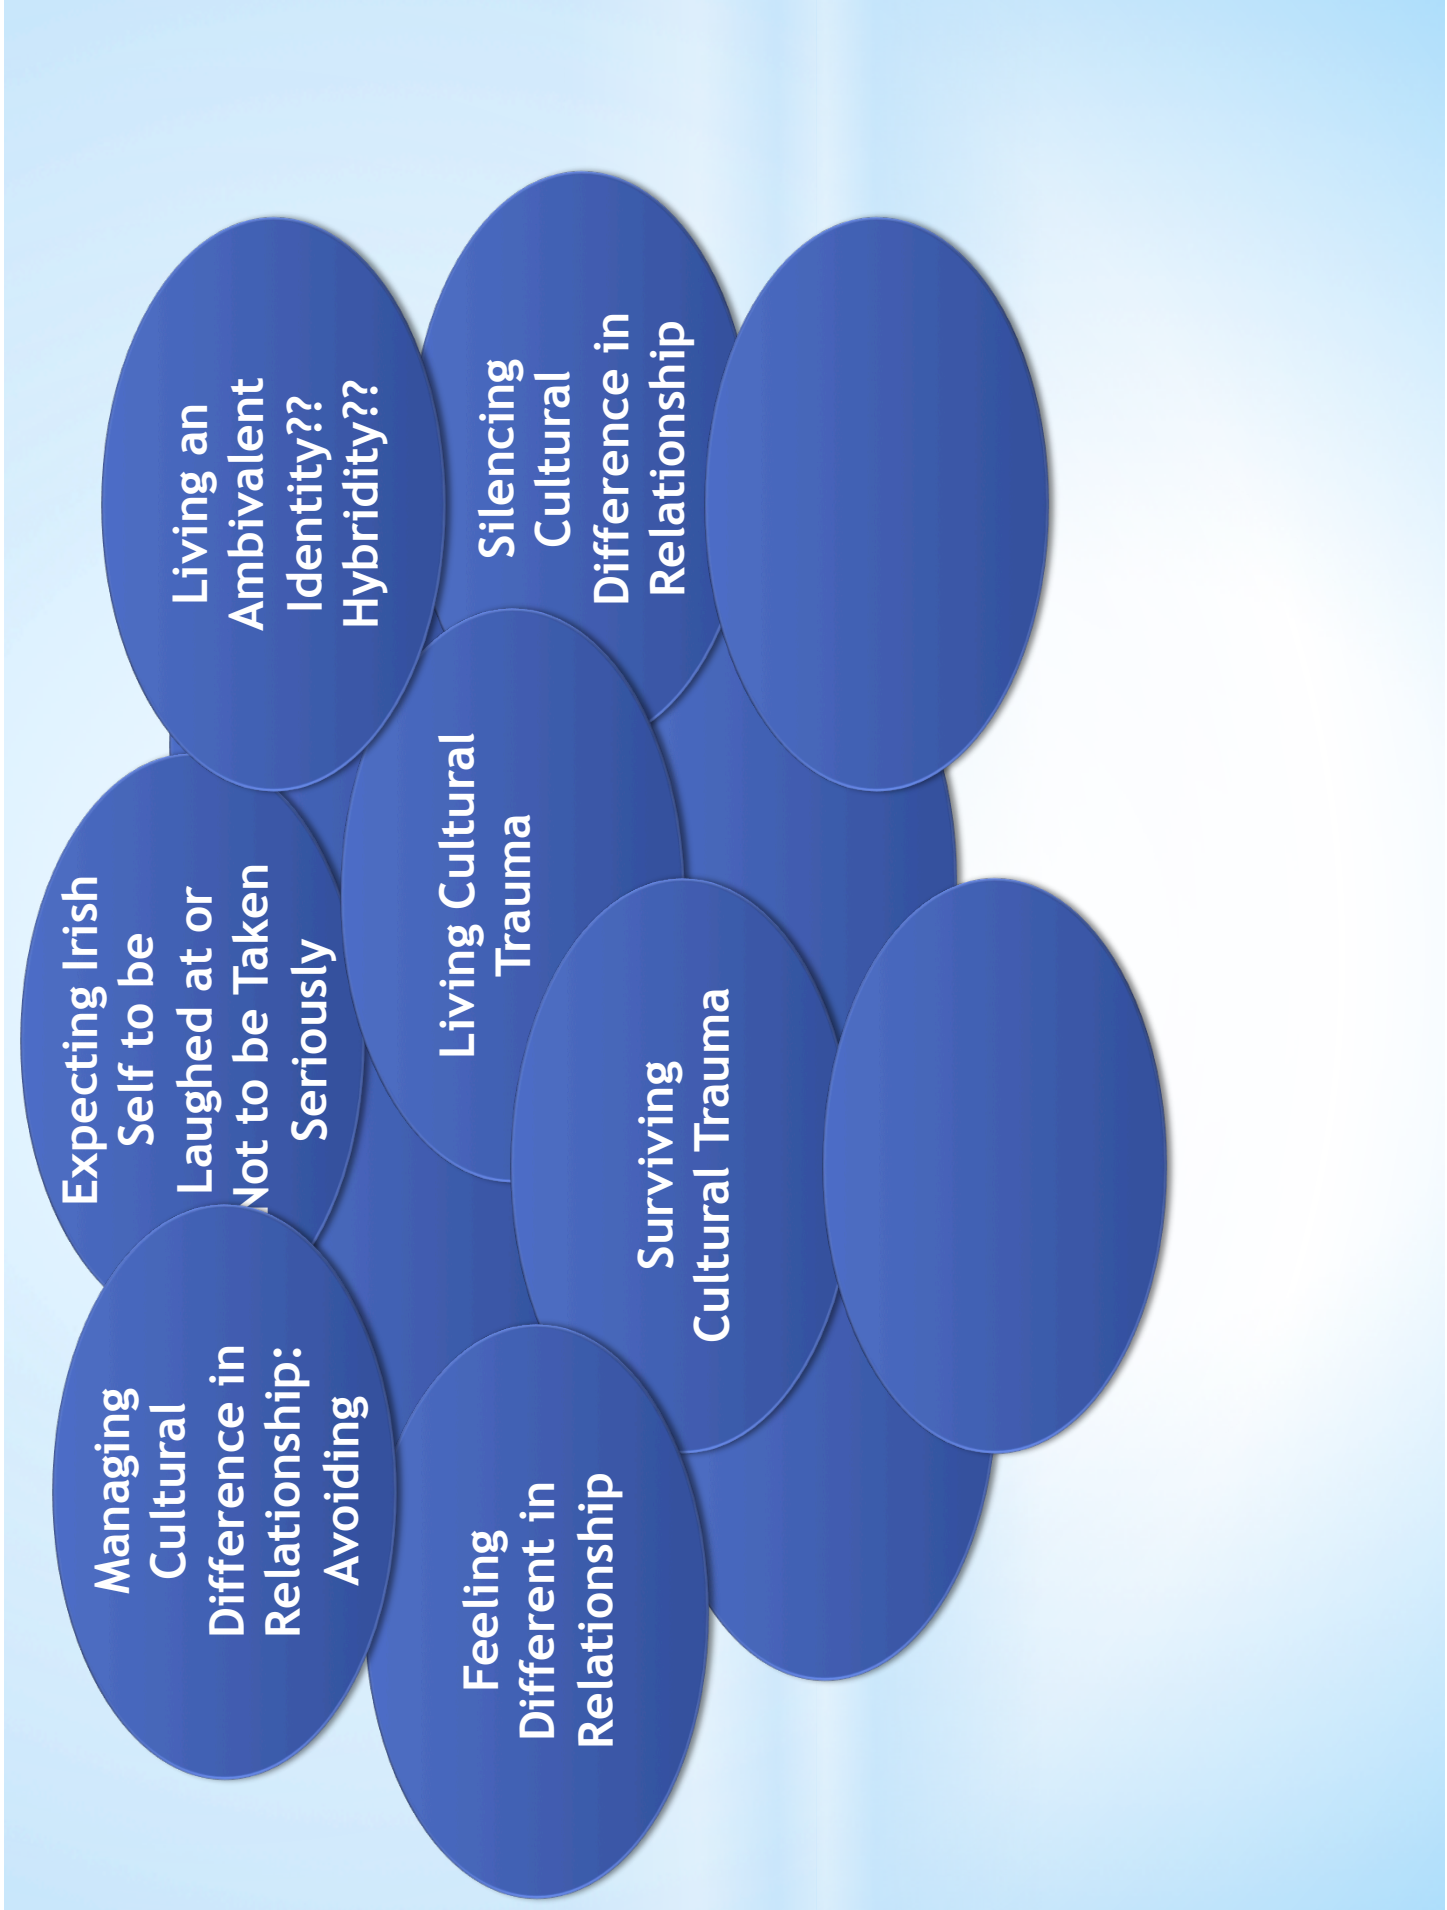 Managing
Cultural
Difference in
Relationship:
Avoiding
Expecting Irish
Self to be
Laughed at or
Not to be Taken
Seriously
Living an
Ambivalent
Identity??
Hybridity??
Feeling
Different in
Relationship
Living Cultural
Trauma
Silencing
Cultural
Difference in
Relationship
Surviving
Cultural Trauma